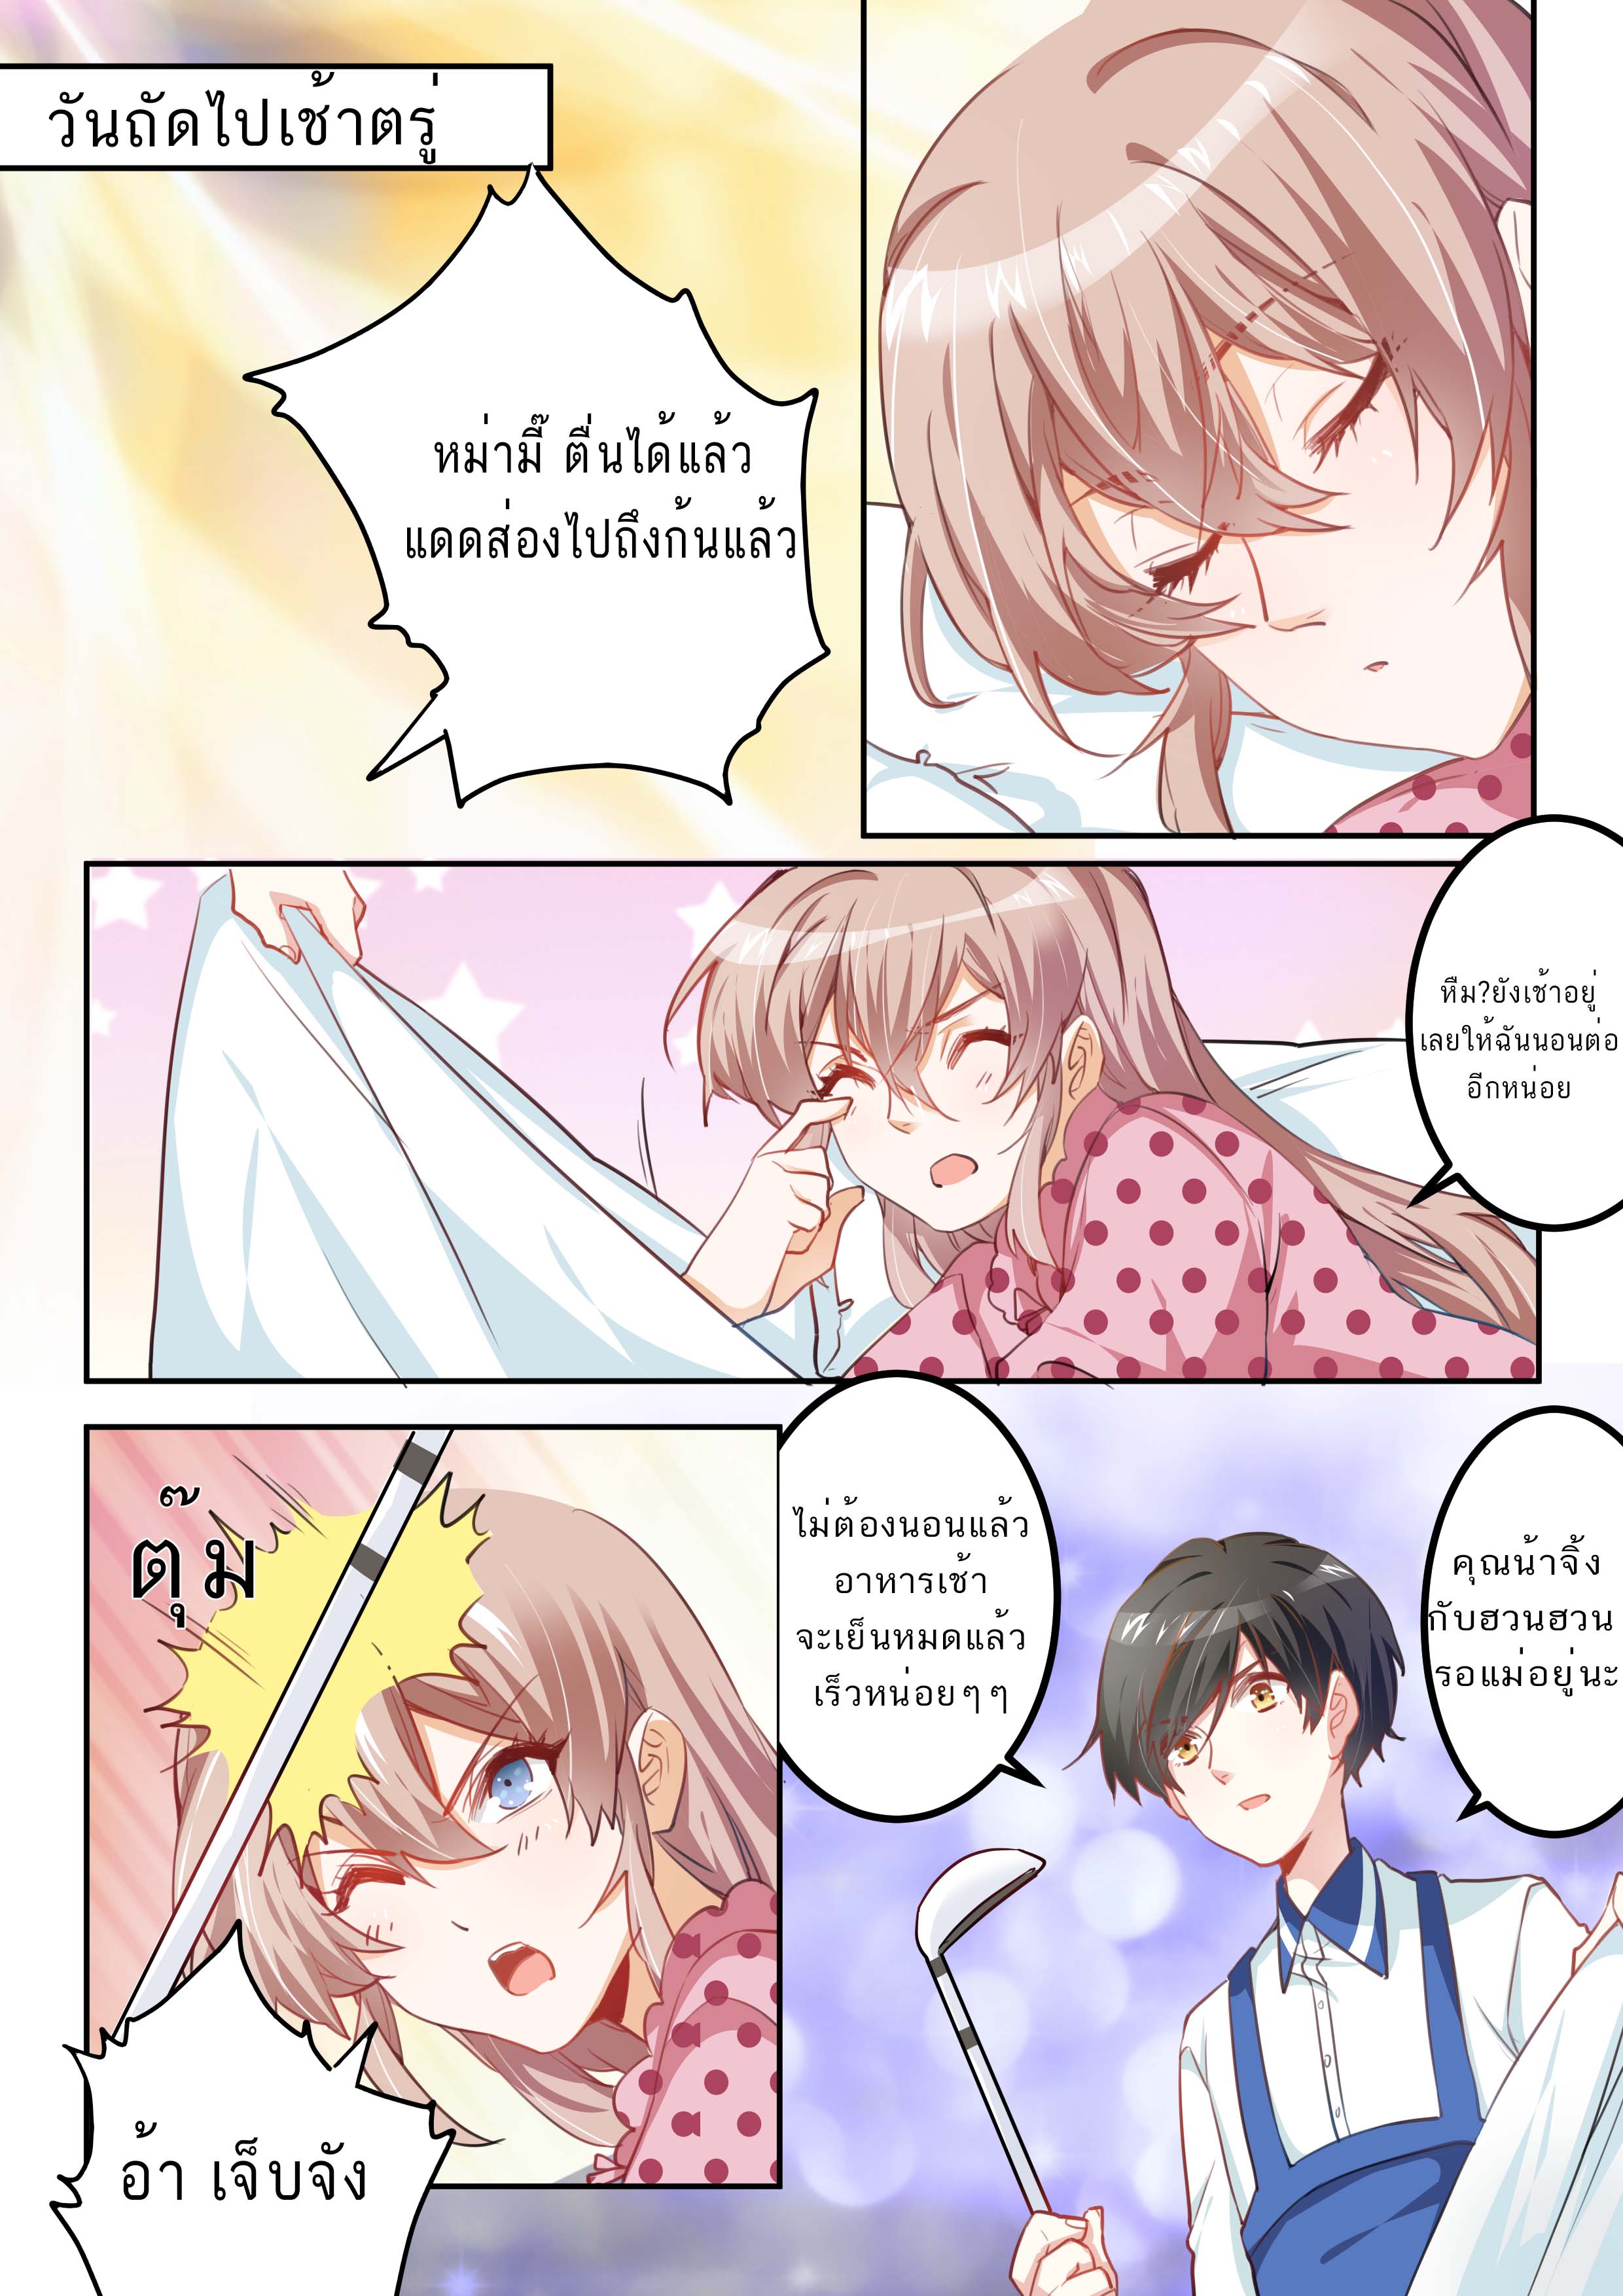 วันถัดไปเช้าตรู่
หม่ามี๊ ตื่นได้แล้ว
แดดส่องไปถึงก้นแล้ว
หืม?ยังเช้าอยู่
เลยให้ฉันนอนต่อ
อีกหน่อย
ตุ๊ม
อ้า เจ็บจัง
ไม่ต้องนอนแล้ว
อาหารเช้า
จะเย็นหมดแล้ว
เร็วหน่อยๆๆ
คุณน้าจิ้ง
กับฮวนฮวน
รอแม่อยู่นะ